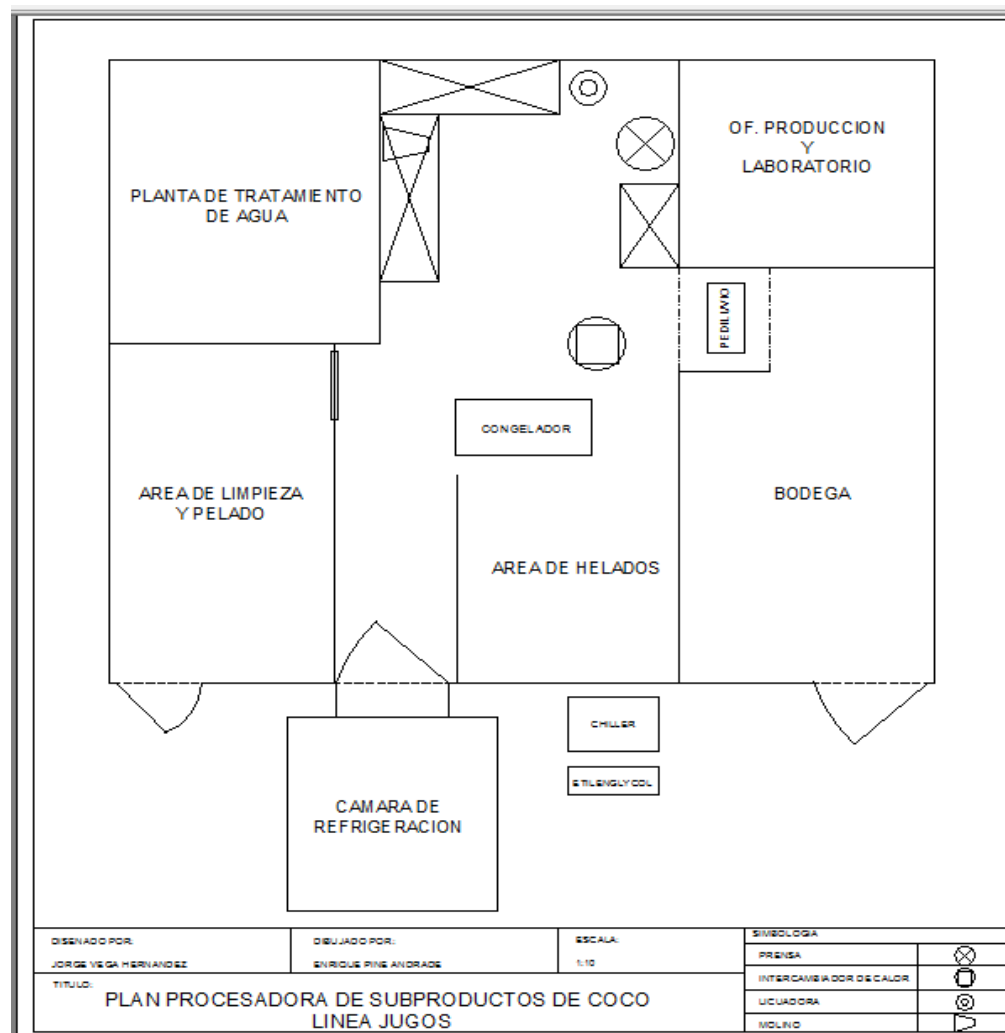 OF. PRODUCCION
Y
LABORATORIO
PLANTA DE TRATAMIENTO
DE AGUA
PEDILUVIO
CONGELADOR
AREA DE LIMPIEZA
Y PELADO
BODEGA
AREA DE HELADOS
CHILLER
ETILENGLYCOL
CAMARA DE
REFRIGERACION
DISENADO POR:
JORGE VEGA HERNANDEZ
DIBUJADO POR:
ENRIQUE PINE ANDRADE
ESCALA:
1:10
TITULO:
PLAN PROCESADORA DE SUBPRODUCTOS DE COCO
LINEA JUGOS
SIMBOLOGIA
PRENSA
INTERCAMBIADOR DE CALOR
LICUADORA
MOLINO